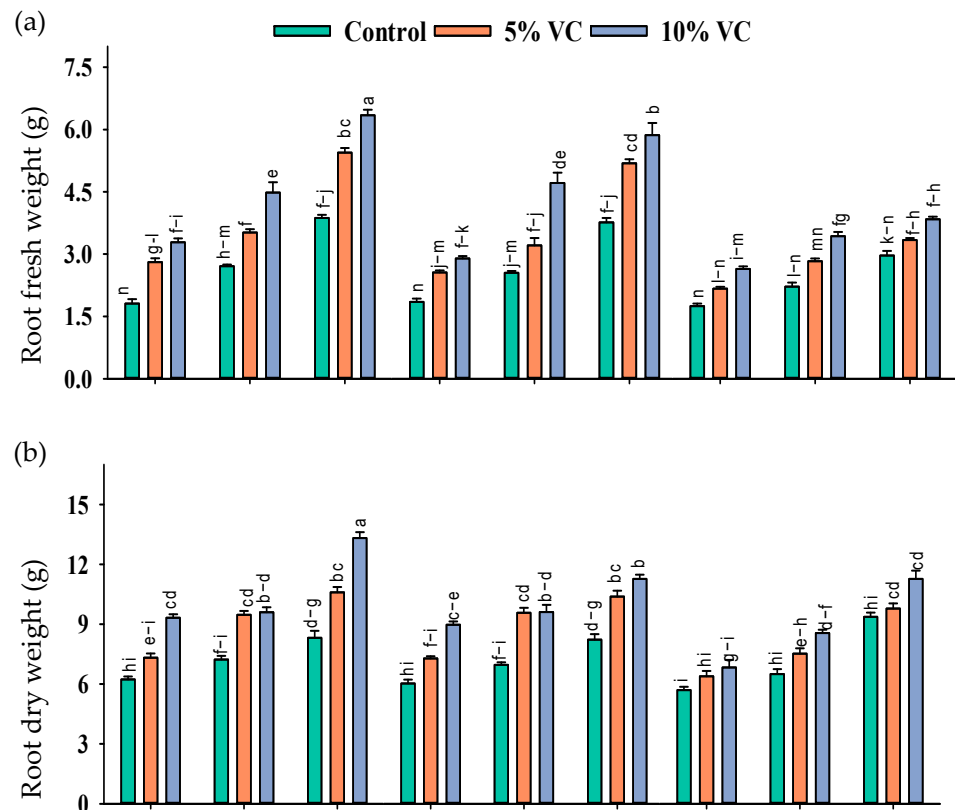 (a)
Control 5% VC 10% VC
Root fresh weight (g)
7.5
6.0
4.5
3.0
1.5
0.0
n g-l f-i
h-m f e
f-j bc a
n j-m f-k
j-m f-j de
f-j cd b
n l-n i-m
l-n mn fg
k-n f-h f-h
(b)
Root dry weight (g)
15
12
9
6
3
0
hi e-i cd
f-i cd b-d
d-g bc a
hi f-i c-e
f-i cd b-d
d-g bc b
i hi g-i
hi e-h d-f
hi cd cd